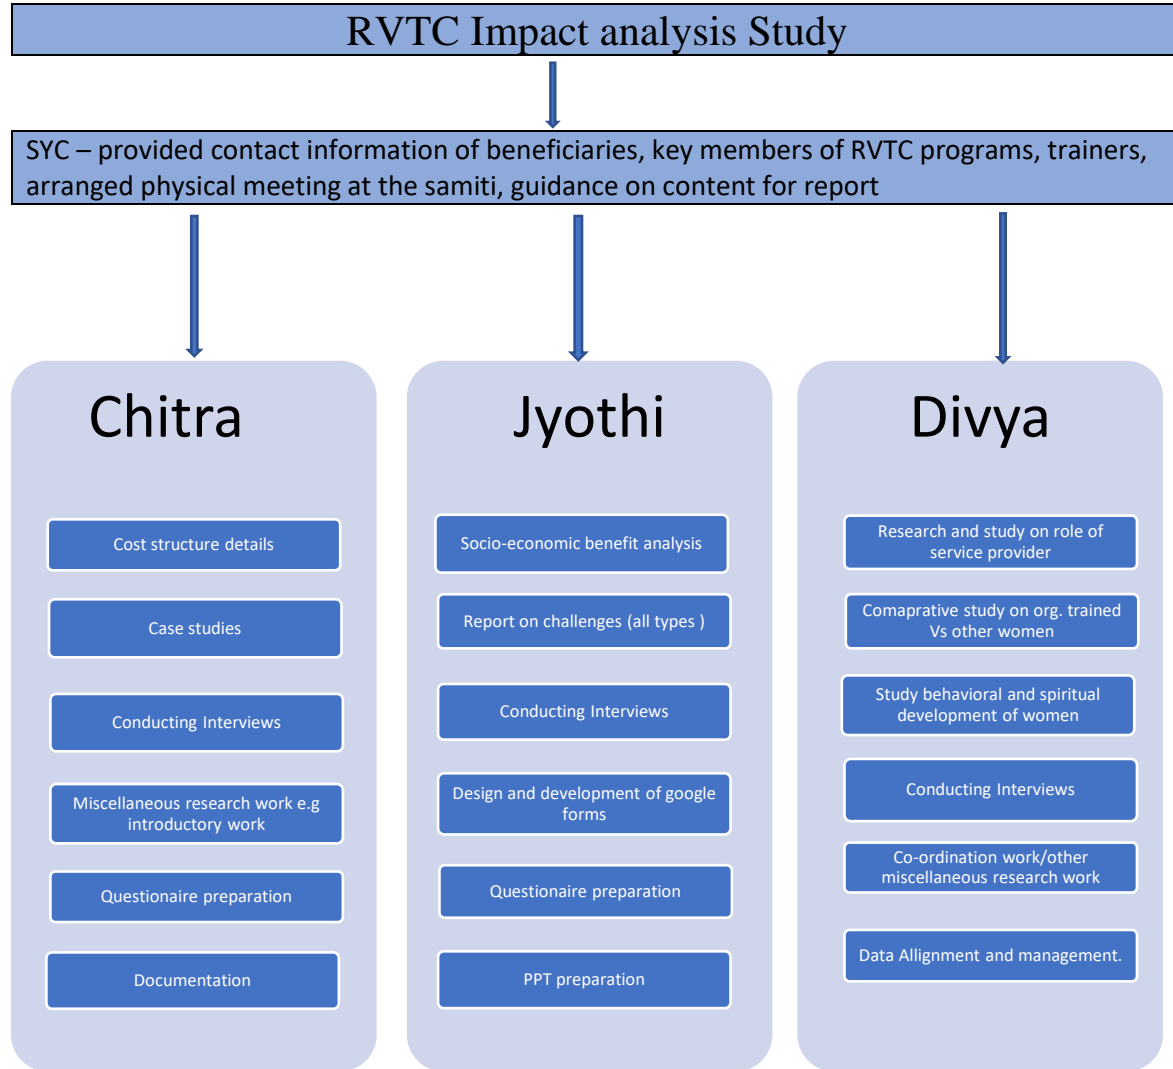 RVTC Impact analysis Study
SYC – provided contact information of beneficiaries, key members of RVTC programs, trainers,
arranged physical meeting at the samiti, guidance on content for report
Chitra
Cost structure details
Case studies
Conducting Interviews
Miscellaneous research work e.g
introductory work
Questionaire preparation
Documentation
Jyothi
Socio-economic benefit analysis
Report on challenges (all types )
Conducting Interviews
Design and development of google
forms
Questionaire preparation
PPT preparation
Divya
Research and study on role of
service provider
Comaprative study on org. trained
Vs other women
Study behavioral and spiritual
development of women
Conducting Interviews
Co-ordination work/other
miscellaneous research work
Data Allignment and management.